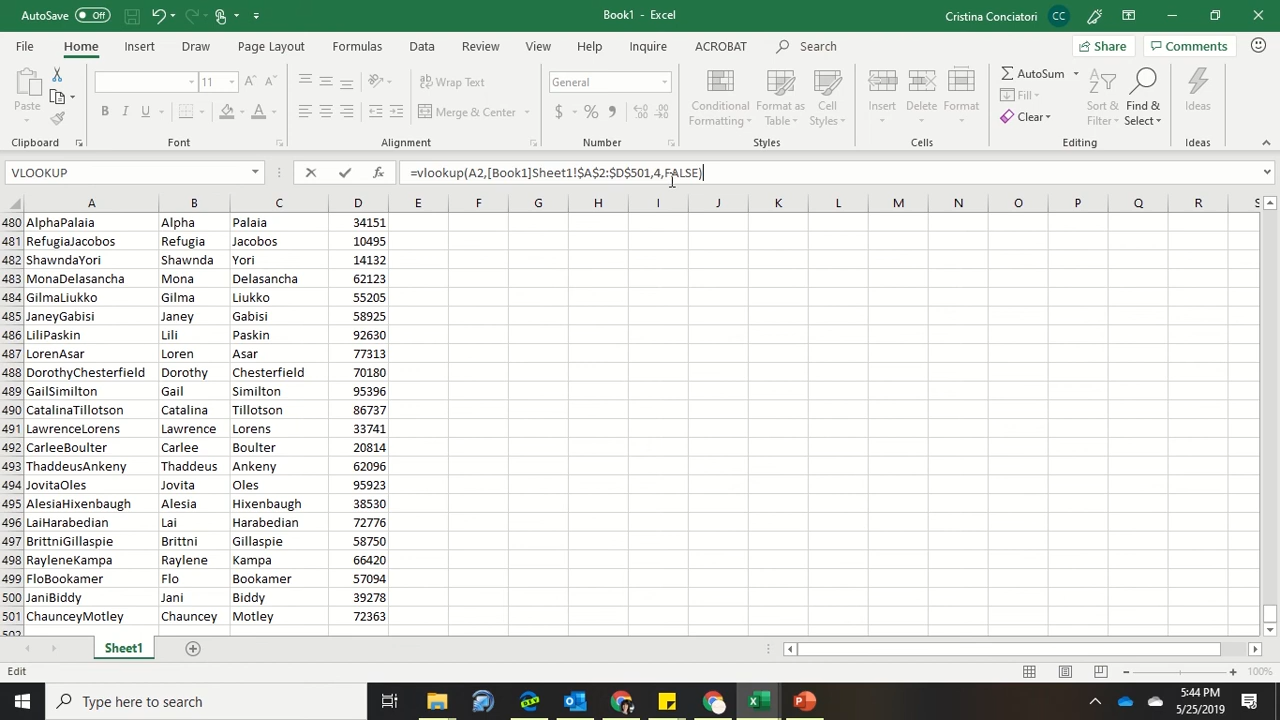 AutoSave Off Book1 - Excel Cristina Conciatori CC
File Home Insert Draw Page Layout Formulas Data Review View Help Inquire ACROBAT Search Share Comments
Paste 11 A A Wrap Text General Conditional Formatting Format as Table Cell Styles Insert Delete Format AutoSum Fill Clear Sort & Filter Find & Select Ideas
B I U A Merge & Center $ % ,
Clipboard Font Alignment Number Styles Cells Editing Ideas
VLOOKUP fx =vlookup(A2,[Book1]Sheet1!$A$2:$D$501,4,FALSE)
A B C D E F G H I J K L M N O P Q R S
480 AlphaPalaia Alpha Palaia 34151
481 RefugiaJacobos Refugia Jacobos 10495
482 ShawndaYori Shawnda Yori 14132
483 MonaDelasancha Mona Delasancha 62123
484 GilmaLiukko Gilma Liukko 55205
485 JaneyGabisi Janey Gabisi 58925
486 LiliPaskin Lili Paskin 92630
487 LorenAsar Loren Asar 77313
488 DorothyChesterfield Dorothy Chesterfield 70180
489 GailSimilton Gail Similton 95396
490 CatalinaTillotson Catalina Tillotson 86737
491 LawrenceLorens Lawrence Lorens 33741
492 CarleeBoulter Carlee Boulter 20814
493 ThaddeusAnkeny Thaddeus Ankeny 62096
494 JovitaOles Jovita Oles 95923
495 AlesiaHixenbaugh Alesia Hixenbaugh 38530
496 LaiHarabedian Lai Harabedian 72776
497 BrittniGillaspie Brittni Gillaspie 58750
498 RayleneKampa Raylene Kampa 66420
499 FloBookamer Flo Bookamer 57094
500 JaniBiddy Jani Biddy 39278
501 ChaunceyMotley Chauncey Motley 72363
502
Sheet1
Edit 100%
Type here to search 5:44 PM
5/25/2019